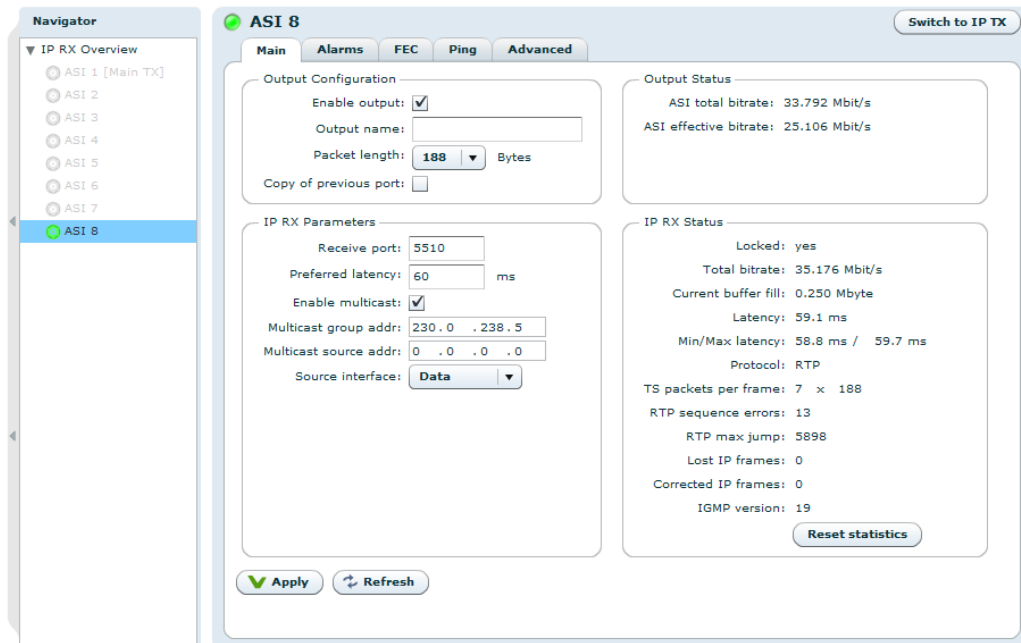 Navigator
IP RX Overview
ASI 1 [Main TX]
ASI 2
ASI 3
ASI 4
ASI 5
ASI 6
ASI 7
ASI 8
ASI 8
Switch to IP TX
Main Alarms FEC Ping Advanced
Output Configuration
Enable output:
Output name:
Packet length: 188 Bytes
Copy of previous port:
Output Status
ASI total bitrate: 33.792 Mbit/s
ASI effective bitrate: 25.106 Mbit/s
IP RX Parameters
Receive port: 5510
Preferred latency: 60 ms
Enable multicast:
Multicast group addr: 230.0 .238.5
Multicast source addr: 0 .0 .0 .0
Source interface: Data
IP RX Status
Locked: yes
Total bitrate: 35.176 Mbit/s
Current buffer fill: 0.250 Mbyte
Latency: 59.1 ms
Min/Max latency: 58.8 ms / 59.7 ms
Protocol: RTP
TS packets per frame: 7 x 188
RTP sequence errors: 13
RTP max jump: 5898
Lost IP frames: 0
Corrected IP frames: 0
IGMP version: 19
Reset statistics
Apply Refresh